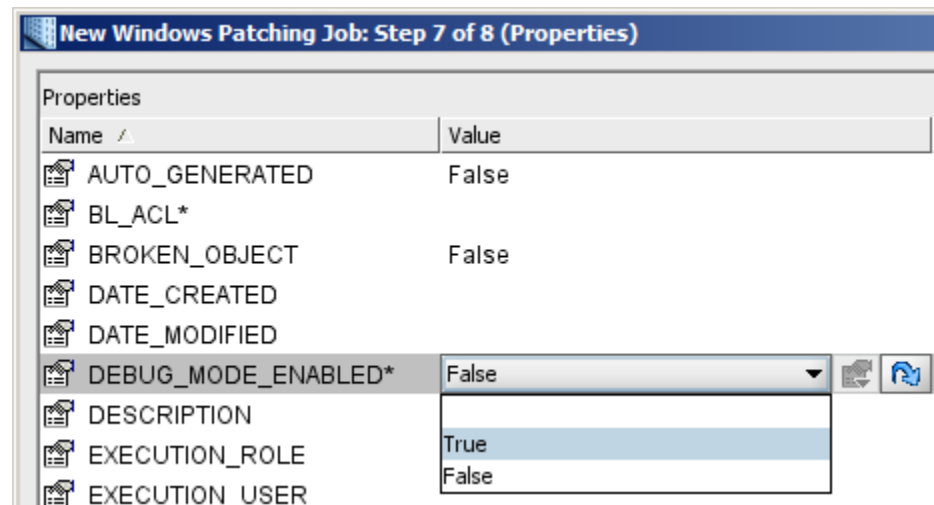 New Windows Patching Job: Step 7 of 8 (Properties)
Properties
Name Value
AUTO_GENERATED False
BL_ACL*
BROKEN_OBJECT False
DATE_CREATED
DATE_MODIFIED
DEBUG_MODE_ENABLED* False
DESCRIPTION
True
EXECUTION_ROLE
False
EXECUTION_USER